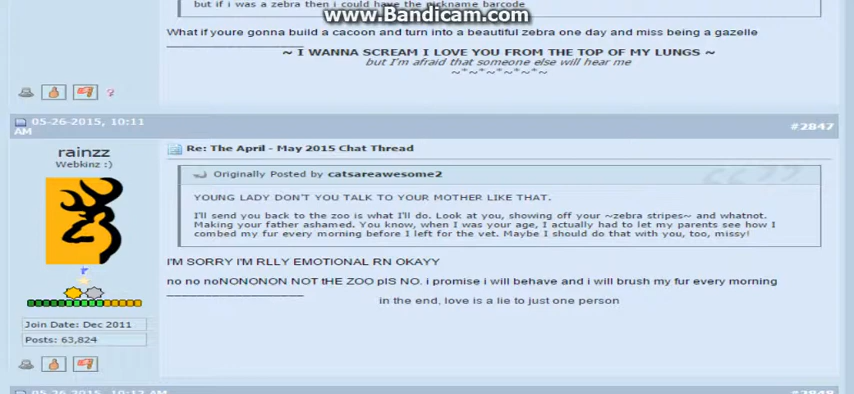 but if i was a zebra then i could have the nickname barcode
www.Bandicam.com
What if youre gonna build a cacoon and turn into a beautiful zebra one day and miss being a gazelle
~ I WANNA SCREAM I LOVE YOU FROM THE TOP OF MY LUNGS ~
but I'm afraid that someone else will hear me
~*~*~*~*~*~
05-26-2015, 10:11 AM
#2847
rainzz
Webkinz :)
Re: The April - May 2015 Chat Thread
Originally Posted by catsareawesome2
YOUNG LADY DON'T YOU TALK TO YOUR MOTHER LIKE THAT.
I'll send you back to the zoo is what I'll do. Look at you, showing off your ~zebra stripes~ and whatnot.
Making your father ashamed. You know, when I was your age, I actually had to let my parents see how I
combed my fur every morning before I left for the vet. Maybe I should do that with you, too, missy!
I'M SORRY I'M RLLY EMOTIONAL RN OKAYY
no no noNONONON NOT tHE ZOO plS NO. i promise i will behave and i will brush my fur every morning
in the end, love is a lie to just one person
Join Date: Dec 2011
Posts: 63,824
05-26-2015, 10:12 AM
#2848